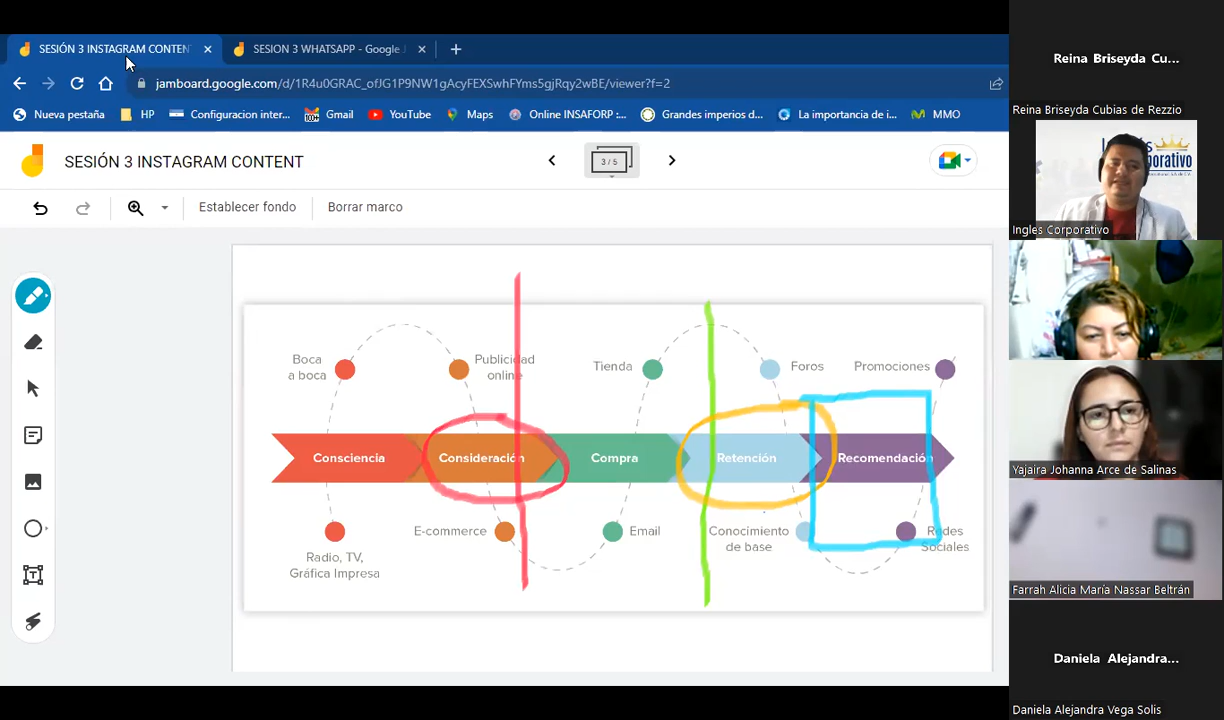 SESIÓN 3 INSTAGRAM CONTEN
SESION 3 WHATSAPP - Google
jamboard.google.com/d/1R4u0GRAC_ofJG1P9NW1gAcyFEXSwhFYms5gjRqy2wBE/viewer?f=2
Nueva pestaña
HP
Configuracion inter...
Gmail
YouTube
Maps
Online INSAFORP :...
Grandes imperios d...
La importancia de i...
MMO
SESIÓN 3 INSTAGRAM CONTENT
3 / 5
Establecer fondo
Borrar marco
Boca
a boca
Publicidad
online
Tienda
Foros
Promociones
Consciencia
Consideración
Compra
Retención
Recomendación
Radio, TV,
Gráfica Impresa
E-commerce
Email
Conocimiento
de base
Redes
Sociales
Reina Briseyda Cu...
Reina Briseyda Cubias de Rezzio
Ingles Corporativo
Yajaira Johanna Arce de Salinas
Farrah Alicia María Nassar Beltrán
Daniela Alejandra...
Daniela Alejandra Vega Solís